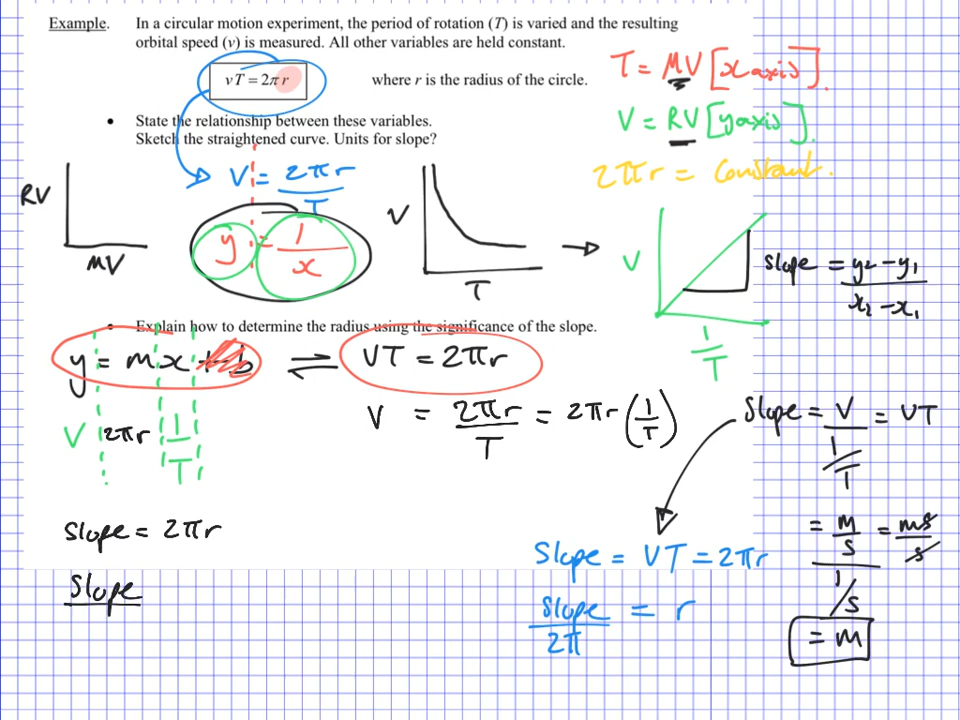 Example. In a circular motion experiment, the period of rotation (T) is varied and the resulting
orbital speed (v) is measured. All other variables are held constant.
vT = 2πr where r is the radius of the circle.
T = MV [x axis].
V = RV [y axis].
2πr = constant.
• State the relationship between these variables.
Sketch the straightened curve. Units for slope?
RV
MV
V = 2πr / T
y = 1 / x
V
T
V
1/T
Slope = y2 - y1 / x2 - x1
• Explain how to determine the radius using the significance of the slope.
y = mx + b ⇌ VT = 2πr
V 2πr 1/T
V = 2πr / T = 2πr (1/T)
Slope = V / 1/T = VT
= m/s / 1/s = ms/s
= m
Slope = 2πr
Slope
Slope = VT = 2πr
Slope / 2π = r